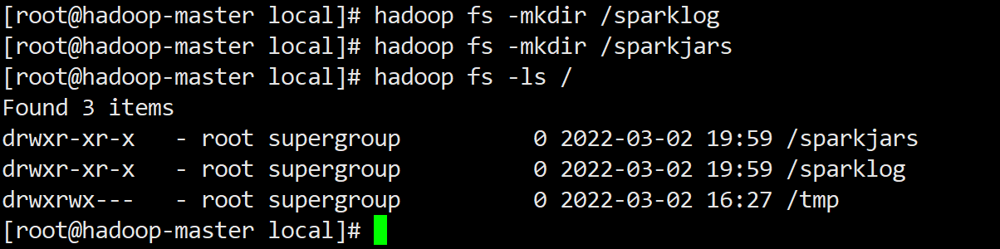 [root@hadoop-master local]# hadoop fs -mkdir /sparklog
[root@hadoop-master local]# hadoop fs -mkdir /sparkjars
[root@hadoop-master local]# hadoop fs -ls /
Found 3 items
drwxr-xr-x   - root supergroup          0 2022-03-02 19:59 /sparkjars
drwxr-xr-x   - root supergroup          0 2022-03-02 19:59 /sparklog
drwxrwx---   - root supergroup          0 2022-03-02 16:27 /tmp
[root@hadoop-master local]#